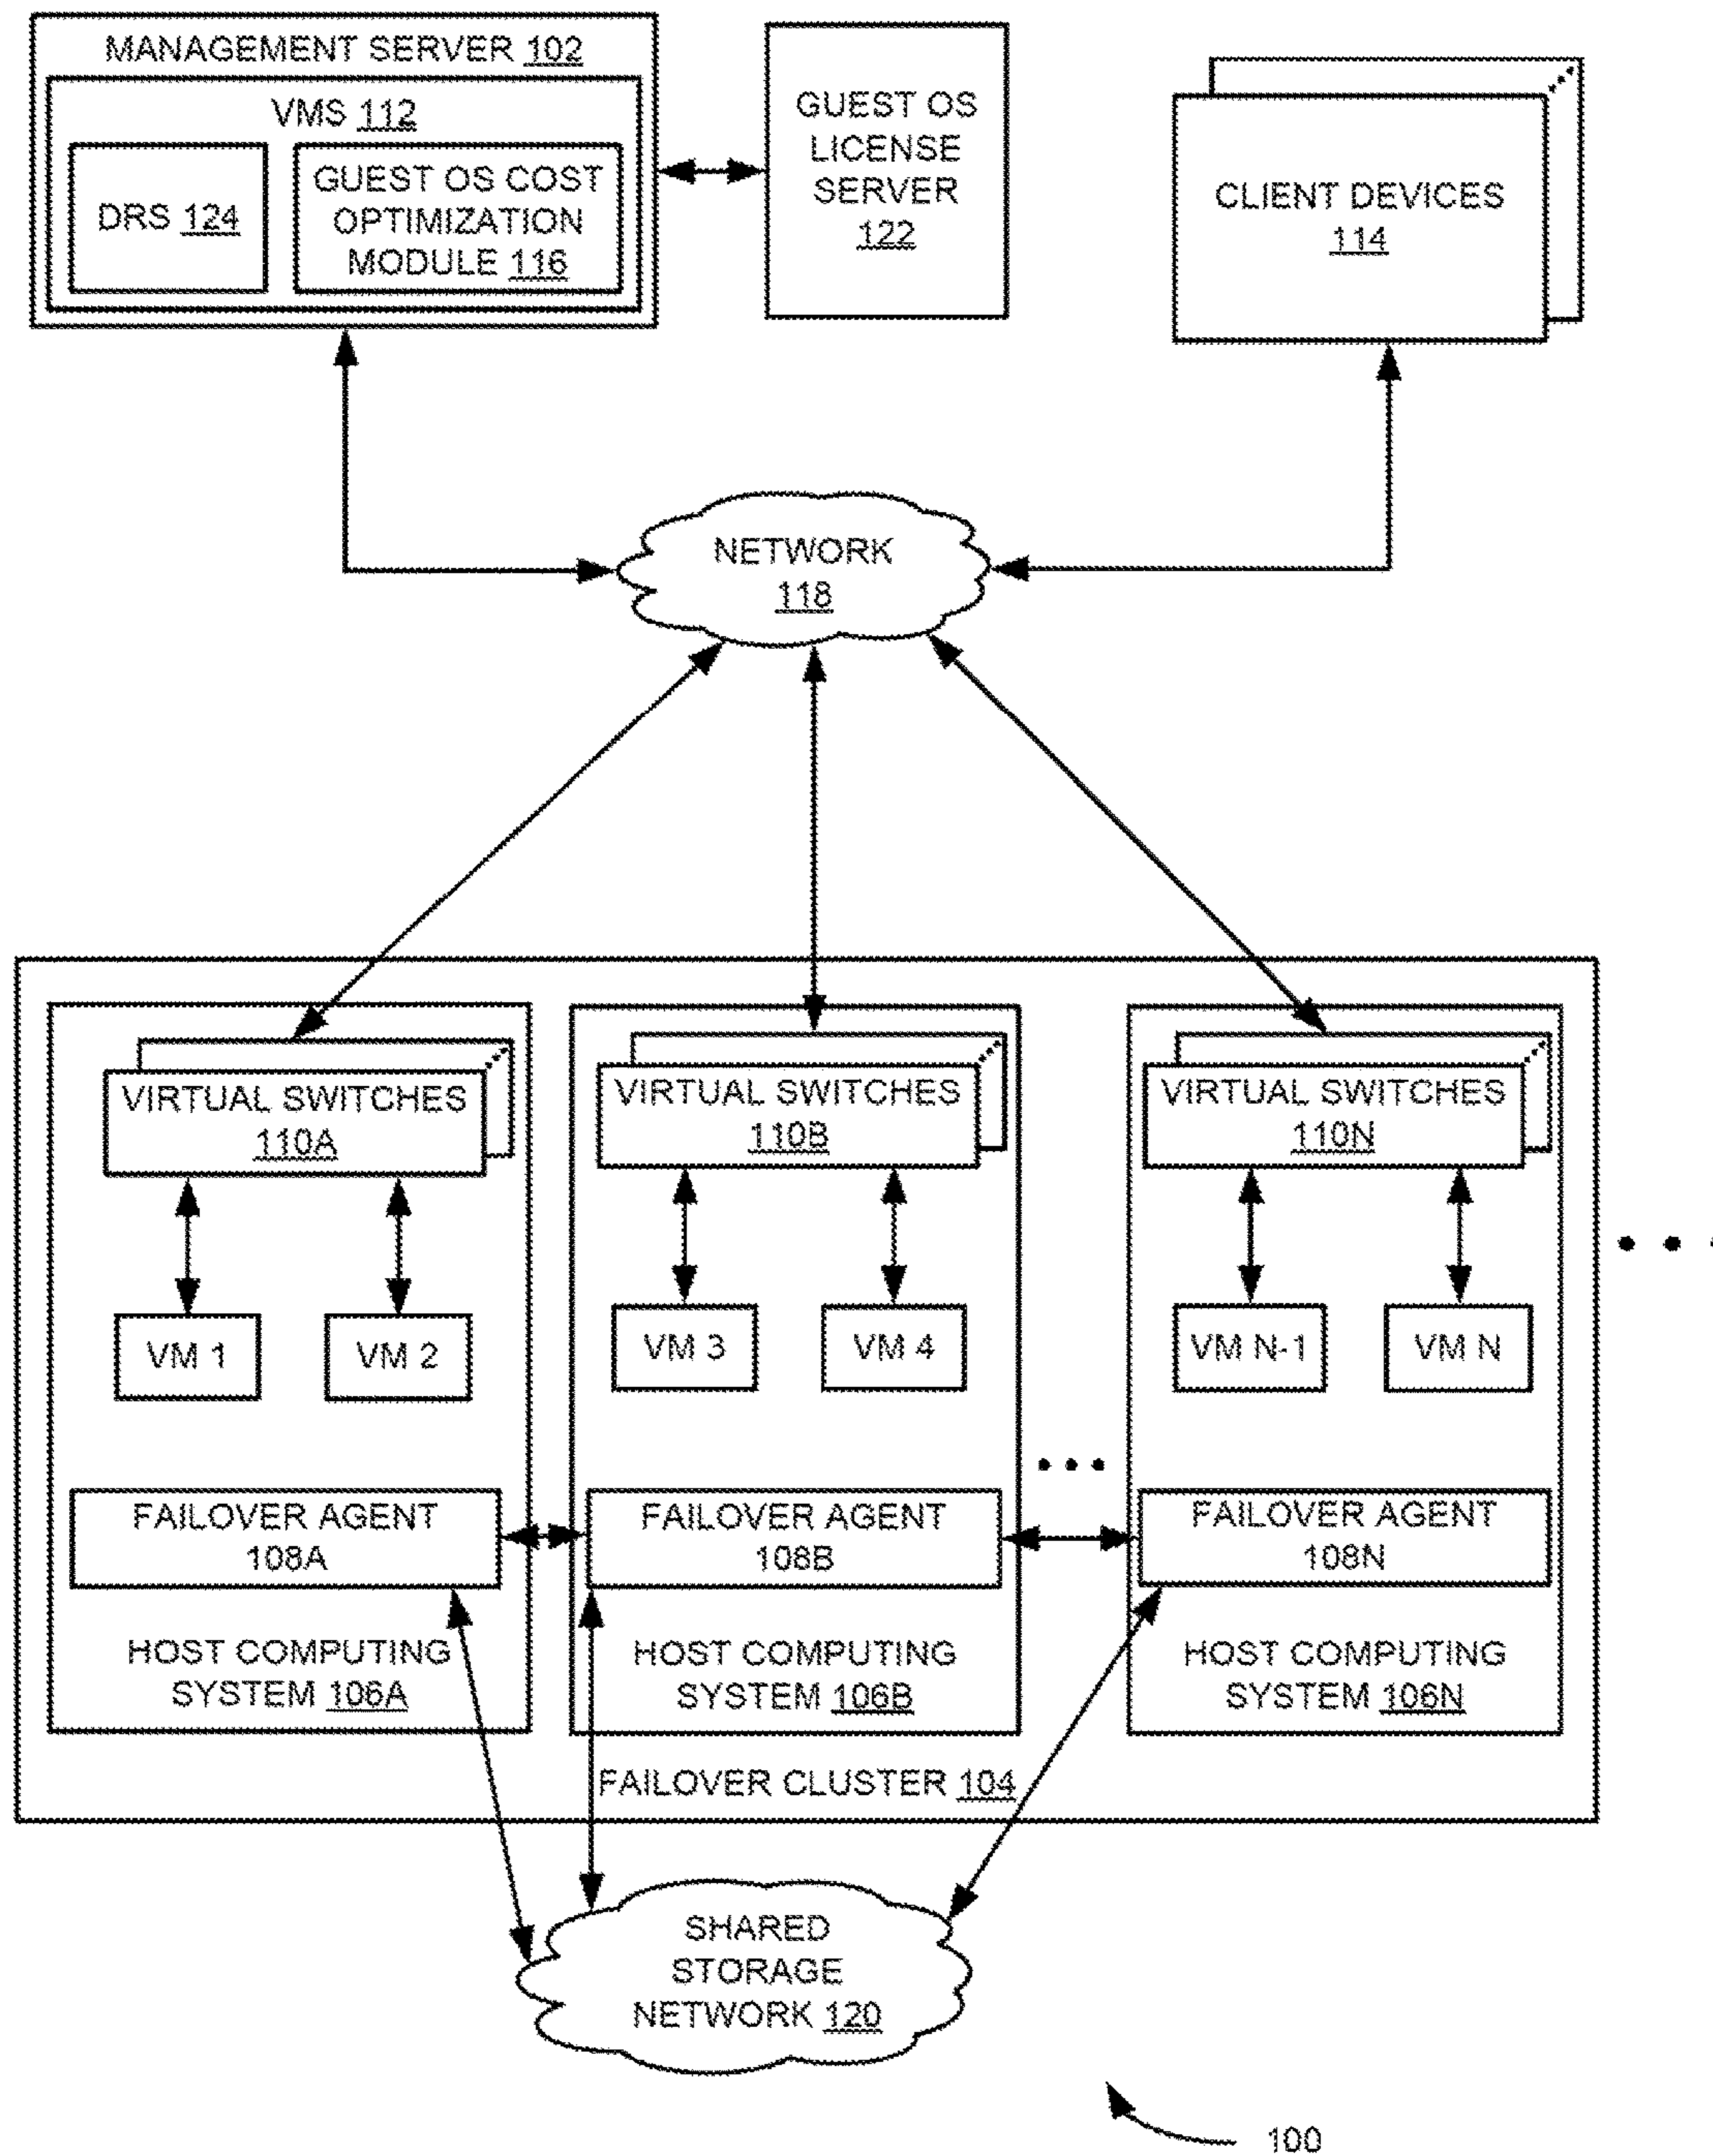 MANAGEMENT SERVER 102
VMS 112
DRS 124
GUEST OS COST
OPTIMIZATION
MODULE 116
GUEST OS
LICENSE
SERVER
122
CLIENT DEVICES
114
NETWORK
118
VIRTUAL SWITCHES
110A
VM 1
VM 2
FAILOVER AGENT
108A
HOST COMPUTING
SYSTEM 106A
VIRTUAL SWITCHES
110B
VM 3
VM 4
FAILOVER AGENT
108B
HOST COMPUTING
SYSTEM 106B
VIRTUAL SWITCHES
110N
VM N-1
VM N
FAILOVER AGENT
108N
HOST COMPUTING
SYSTEM 106N
FAILOVER CLUSTER 104
SHARED
STORAGE
NETWORK 120
100